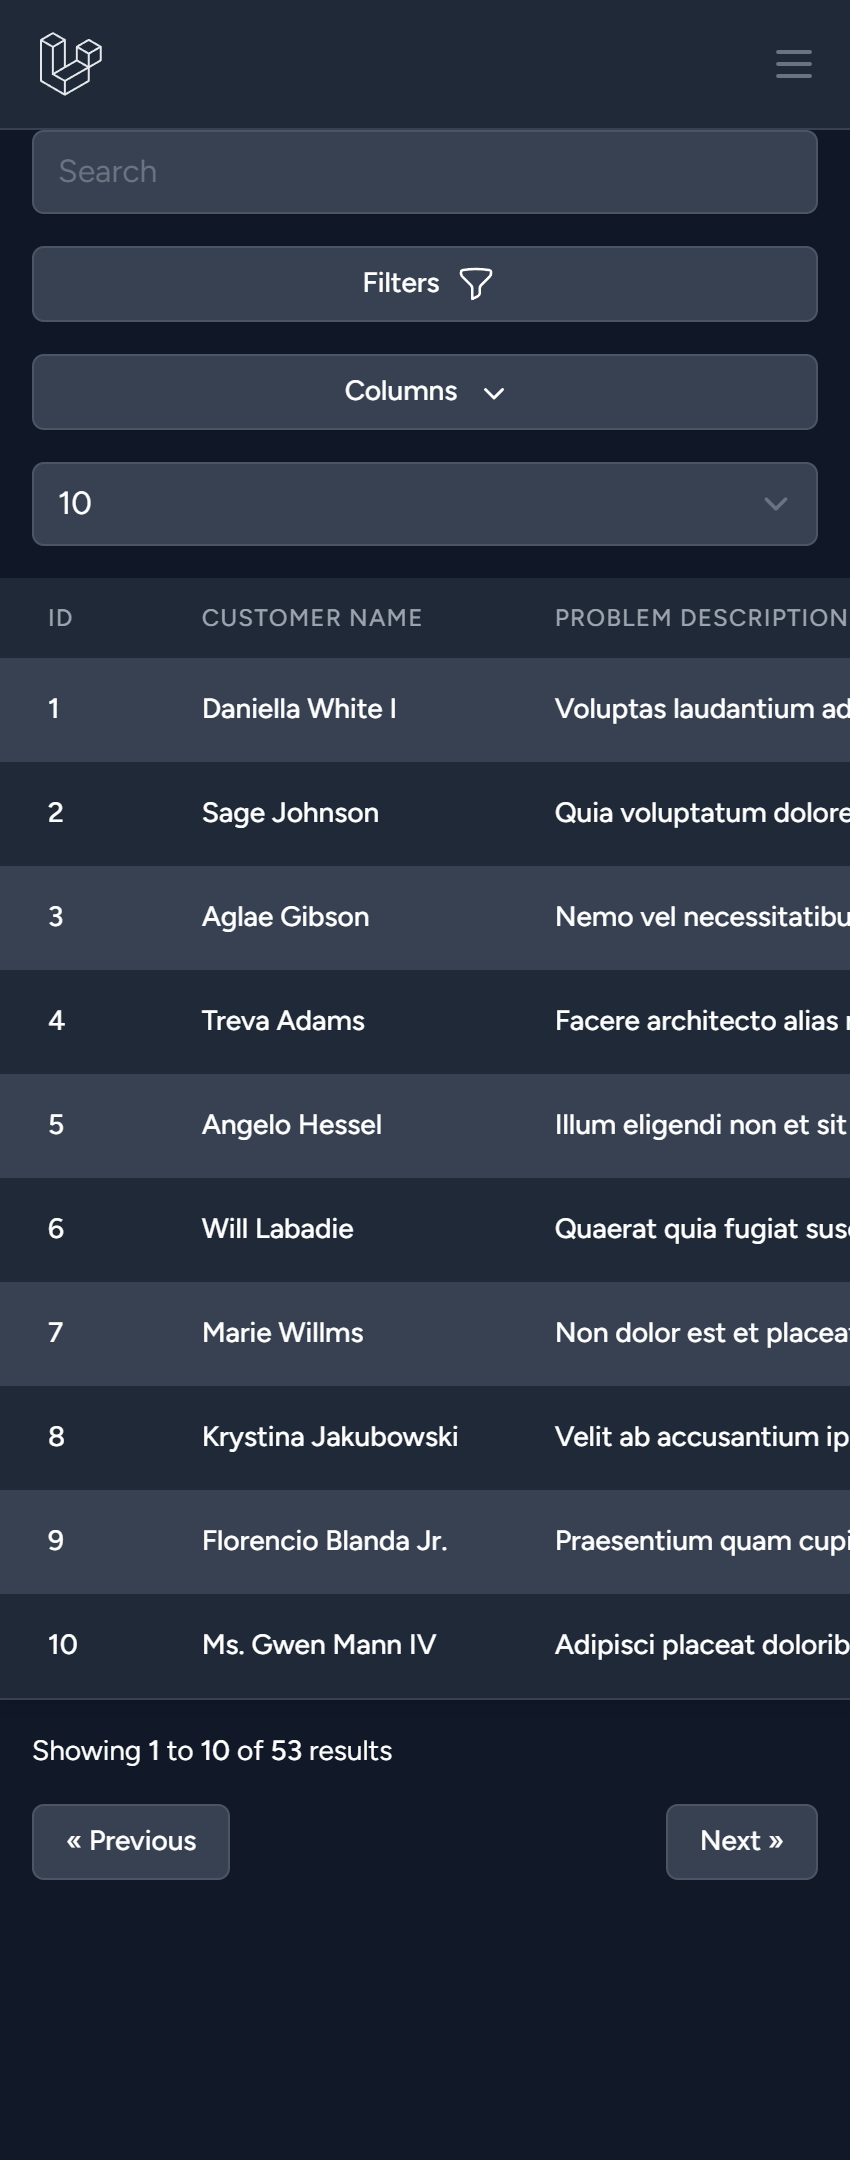 Search
Filters
Columns
10
ID CUSTOMER NAME PROBLEM DESCRIPTION
1 Daniella White I Voluptas laudantium ad
2 Sage Johnson Quia voluptatum dolore
3 Aglae Gibson Nemo vel necessitatibu
4 Treva Adams Facere architecto alias
5 Angelo Hessel Illum eligendi non et sit
6 Will Labadie Quaerat quia fugiat sus
7 Marie Willms Non dolor est et placea
8 Krystina Jakubowski Velit ab accusantium ip
9 Florencio Blanda Jr. Praesentium quam cupi
10 Ms. Gwen Mann IV Adipisci placeat dolorib
Showing 1 to 10 of 53 results
« Previous Next »